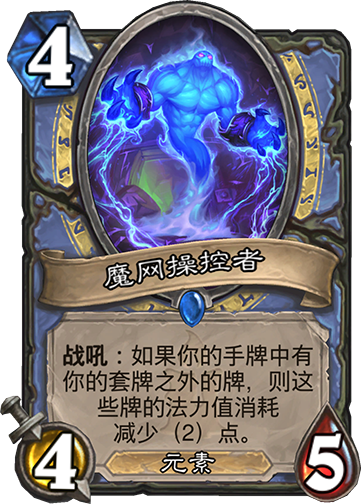 4
魔网操控者
战吼：如果你的手牌中有
你的套牌之外的牌，则这
些牌的法力值消耗
减少（2）点。
4
元素
5